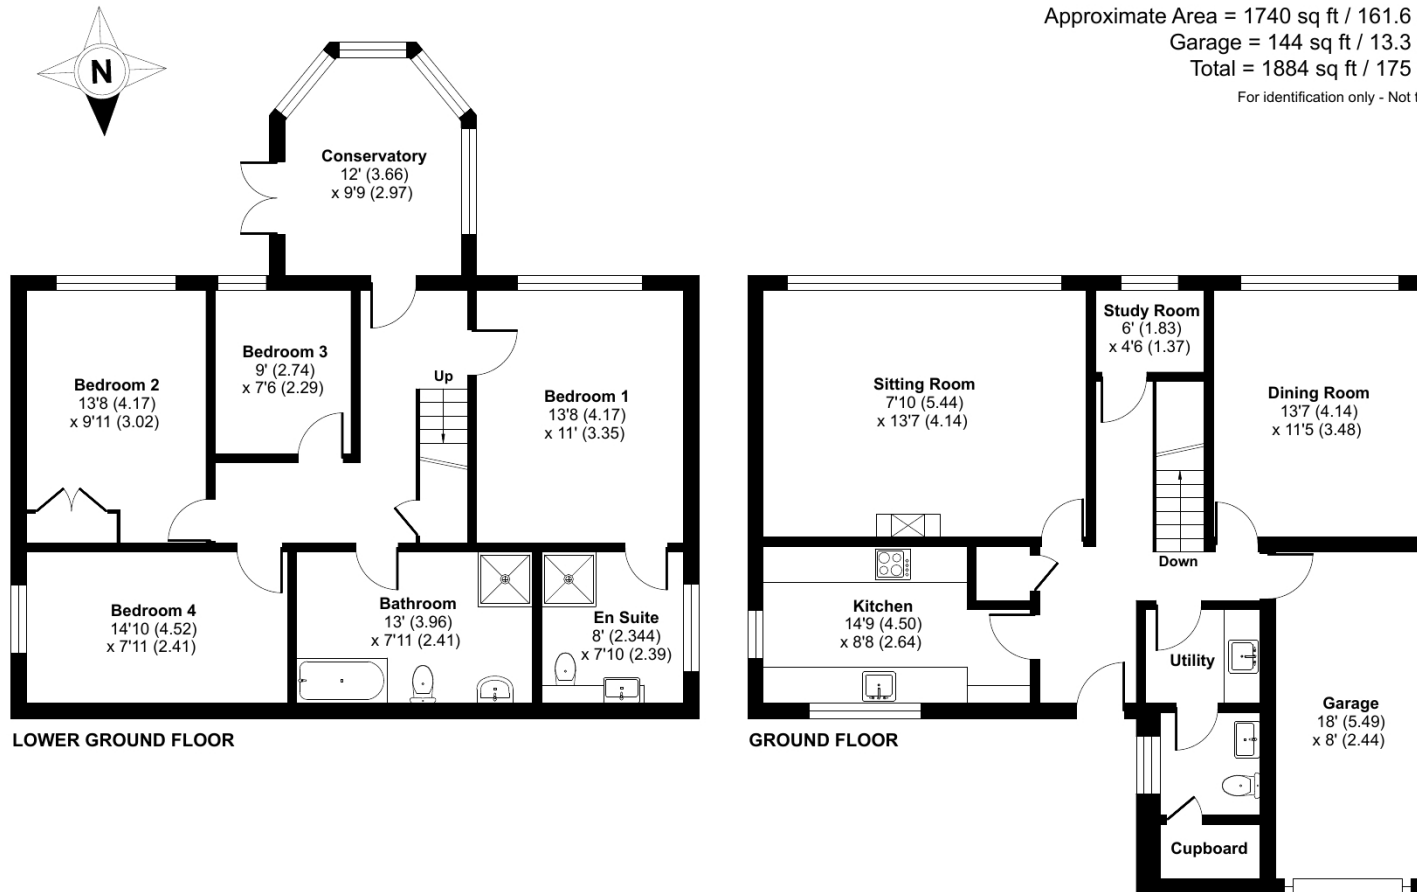 Approximate Area = 1740 sq ft / 161.6
Garage = 144 sq ft / 13.3
Total = 1884 sq ft / 175
For identification only - Not
N
Conservatory
12' (3.66)
x 9'9 (2.97)
Bedroom 2
13'8 (4.17)
x 9'11 (3.02)
Bedroom 3
9' (2.74)
x 7'6 (2.29)
Up
Bedroom 1
13'8 (4.17)
x 11' (3.35)
Bedroom 4
14'10 (4.52)
x 7'11 (2.41)
Bathroom
13' (3.96)
x 7'11 (2.41)
En Suite
8' (2.344)
x 7'10 (2.39)
LOWER GROUND FLOOR
Sitting Room
7'10 (5.44)
x 13'7 (4.14)
Study Room
6' (1.83)
x 4'6 (1.37)
Dining Room
13'7 (4.14)
x 11'5 (3.48)
Down
Kitchen
14'9 (4.50)
x 8'8 (2.64)
Utility
Garage
18' (5.49)
x 8' (2.44)
Cupboard
GROUND FLOOR